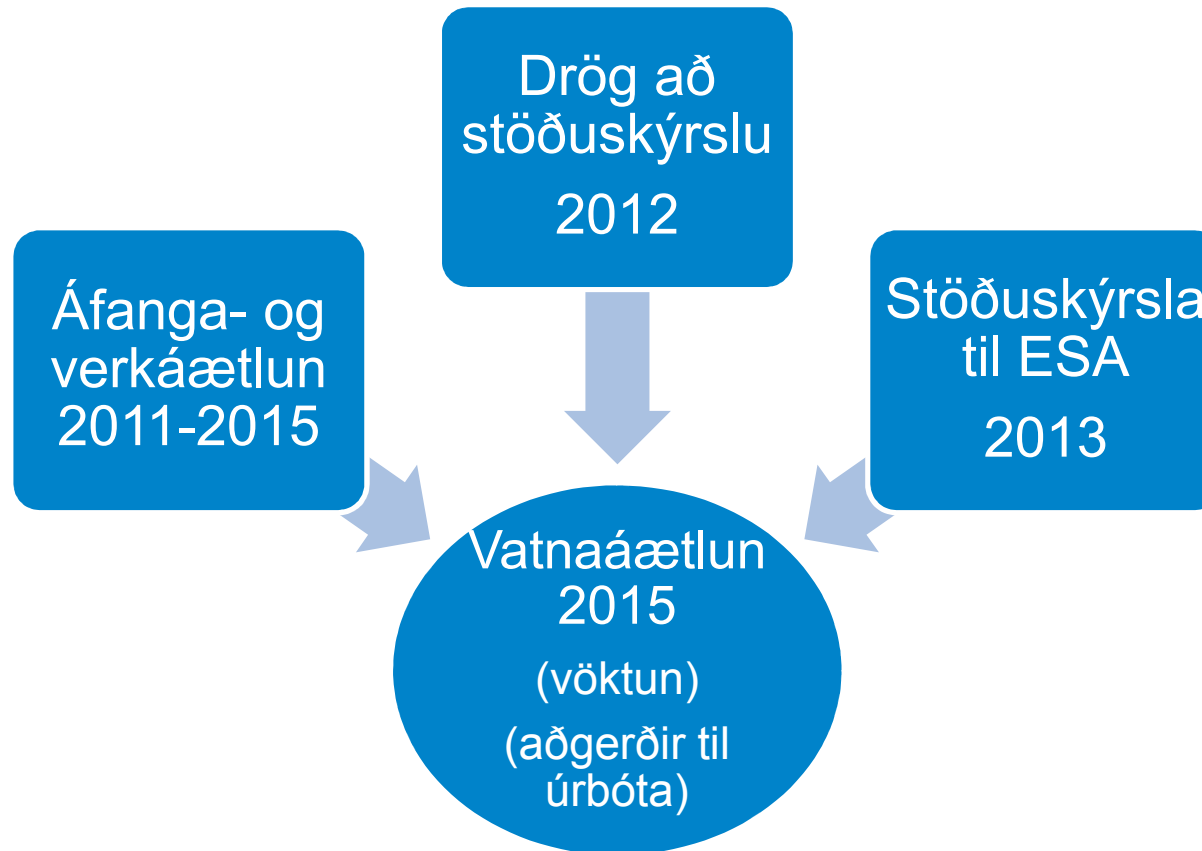 Drög að
stöðuskýrslu
2012
Áfanga- og
verkáætlun
2011-2015
Stöðuskýrsla
til ESA
2013
Vatnaáætlun
2015
(vöktun)
(aðgerðir til
úrbóta)